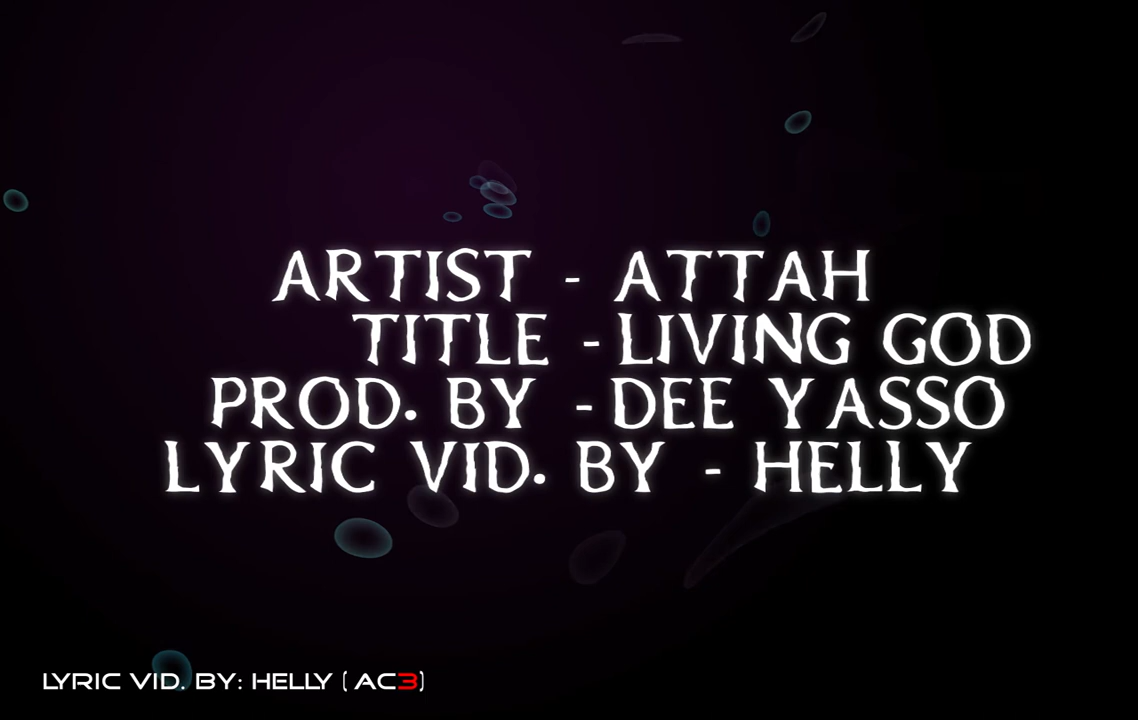 ARTIST - ATTAH
TITLE - LIVING GOD
PROD. BY - DEE YASSO
LYRIC VID. BY - HELLY
LYRIC VID. BY: HELLY (AC3)